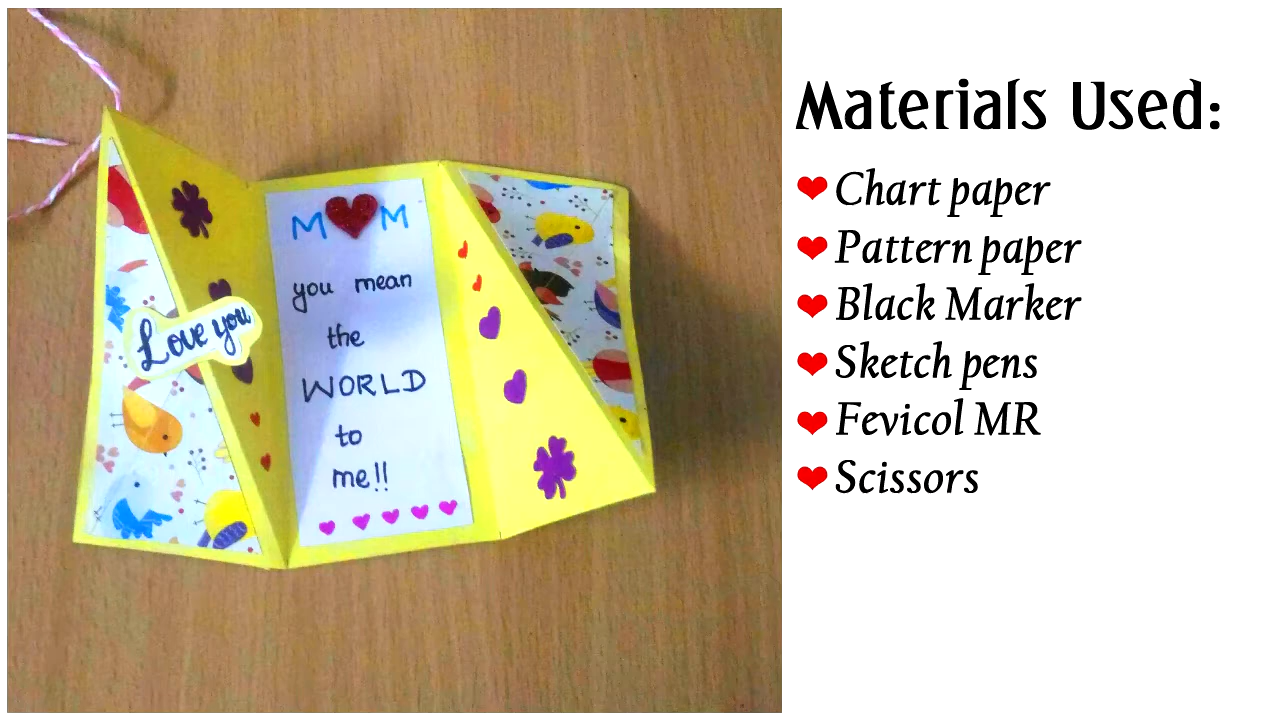 M❤M
you mean
the
WORLD
to
me!!
Love you
Materials Used:
❤ Chart paper
❤ Pattern paper
❤ Black Marker
❤ Sketch pens
❤ Fevicol MR
❤ Scissors